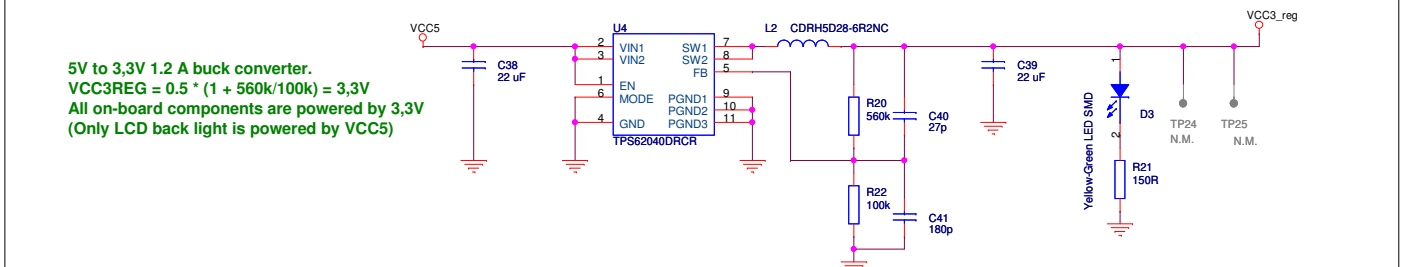 VCC5
U4
L2 CDRH5D28-6R2NC
VCC3_reg
5V to 3,3V 1.2 A buck converter.
VCC3REG = 0.5 * (1 + 560k/100k) = 3,3V
All on-board components are powered by 3,3V
(Only LCD back light is powered by VCC5)
C38
22 uF
2 VIN1 SW1 7
3 VIN2 SW2 8
FB 5
1 EN
6 MODE PGND1 9
PGND2 10
4 GND PGND3 11
TPS62040DRCR
R20
560k
C40
27p
R22
100k
C41
180p
C39
22 uF
1
D3
2
Yellow-Green LED SMD
R21
150R
TP24
N.M.
TP25
N.M.